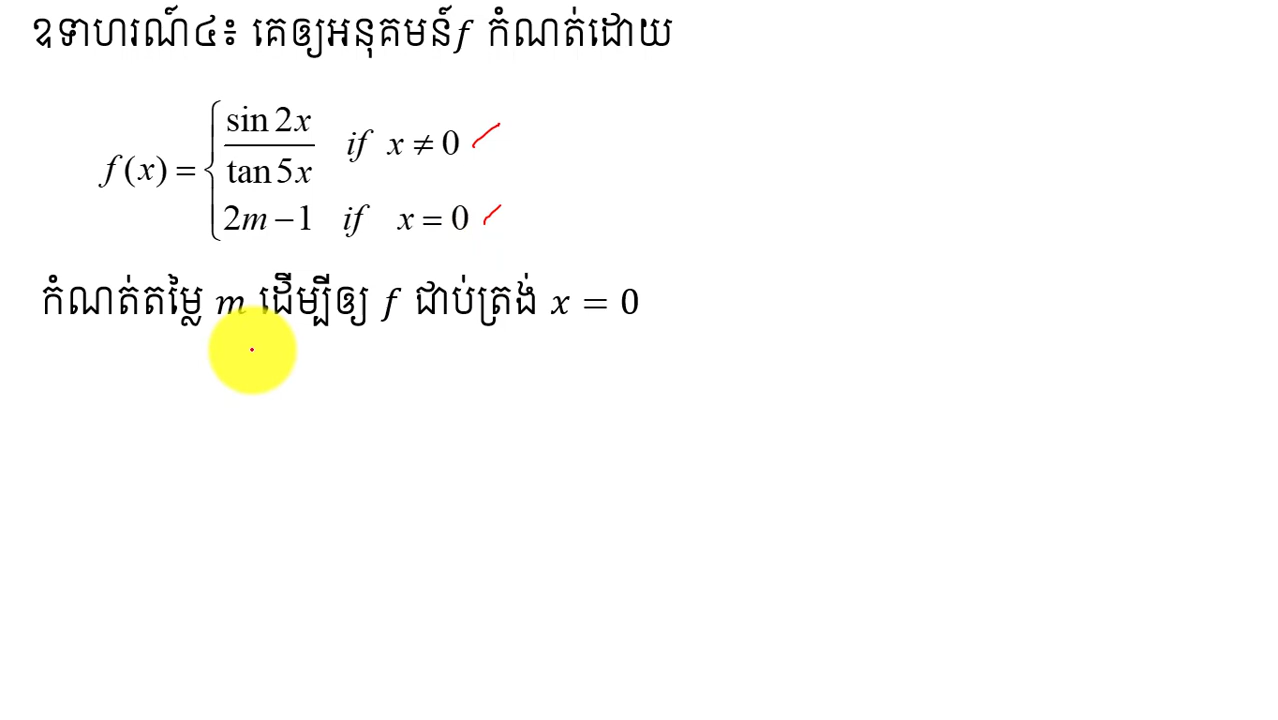 ឧទាហរណ៍៤៖ គេឲ្យអនុគមន៍f កំណត់ដោយ
f(x) = { sin 2x / tan 5x if x ≠ 0
2m − 1 if x = 0
កំណត់តម្លៃ m ដើម្បីឲ្យ f ជាប់ត្រង់ x = 0